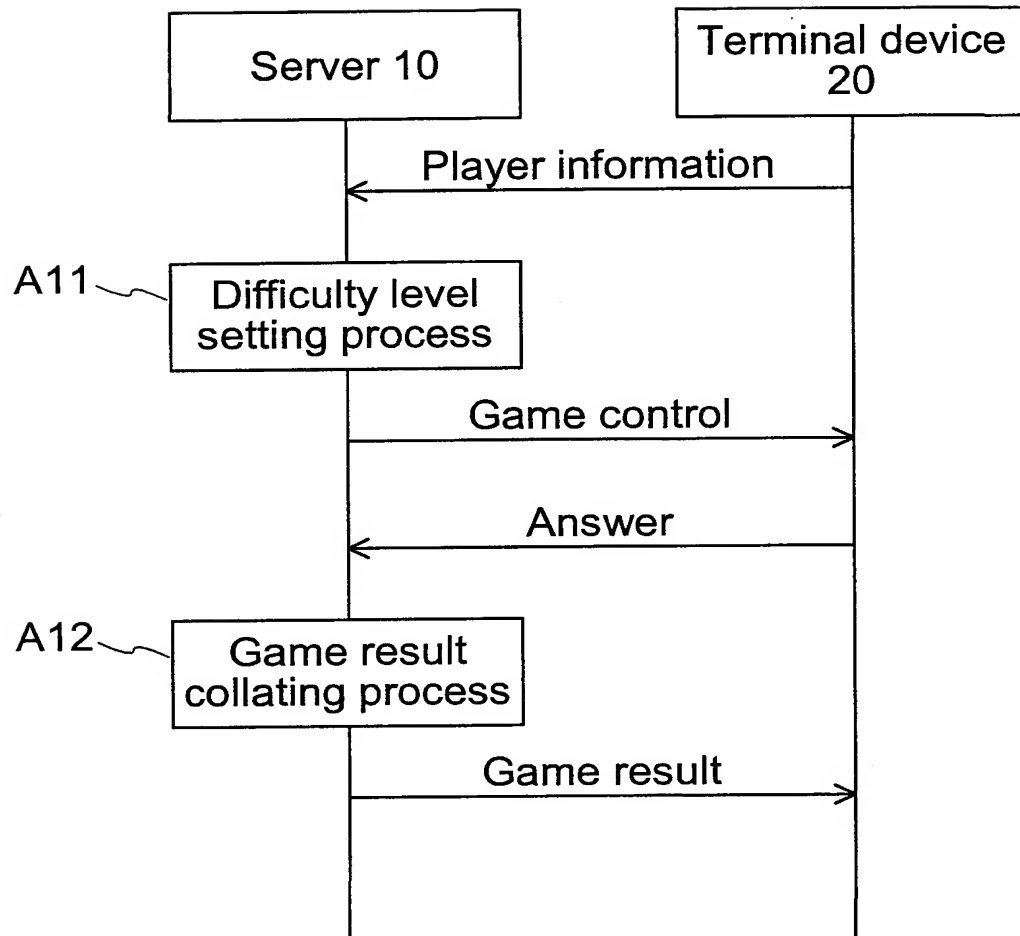 Server 10
Terminal device
20
Player information
A11
Difficulty level
setting process
Game control
Answer
A12
Game result
collating process
Game result